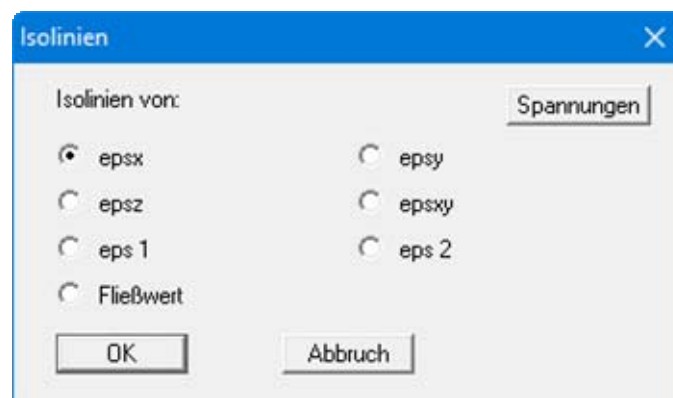 Isolinien
Isolinien von: Spannungen
epsx epsy
epsz epsxy
eps 1 eps 2
Fließwert
OK Abbruch